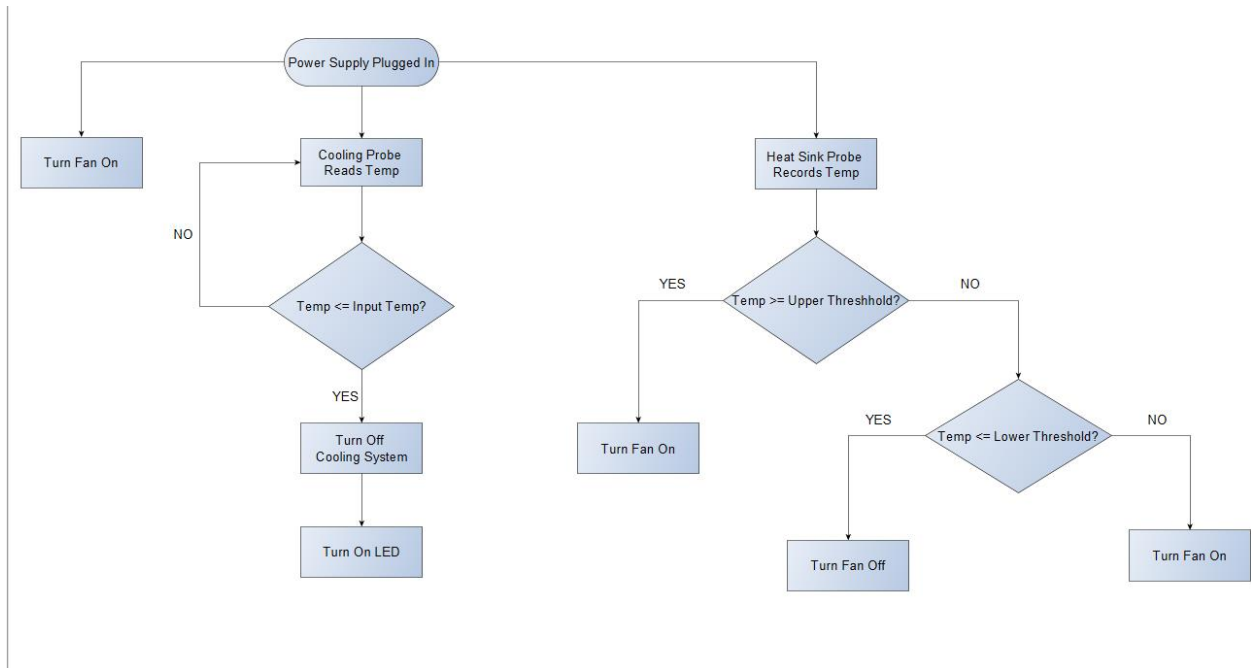 Power Supply Plugged In
Turn Fan On
Cooling Probe
Reads Temp
Heat Sink Probe
Records Temp
NO
Temp <= Input Temp?
YES
Turn Off
Cooling System
Turn On LED
YES
Temp >= Upper Threshhold?
NO
Turn Fan On
YES
Temp <= Lower Threshold?
NO
Turn Fan Off
Turn Fan On